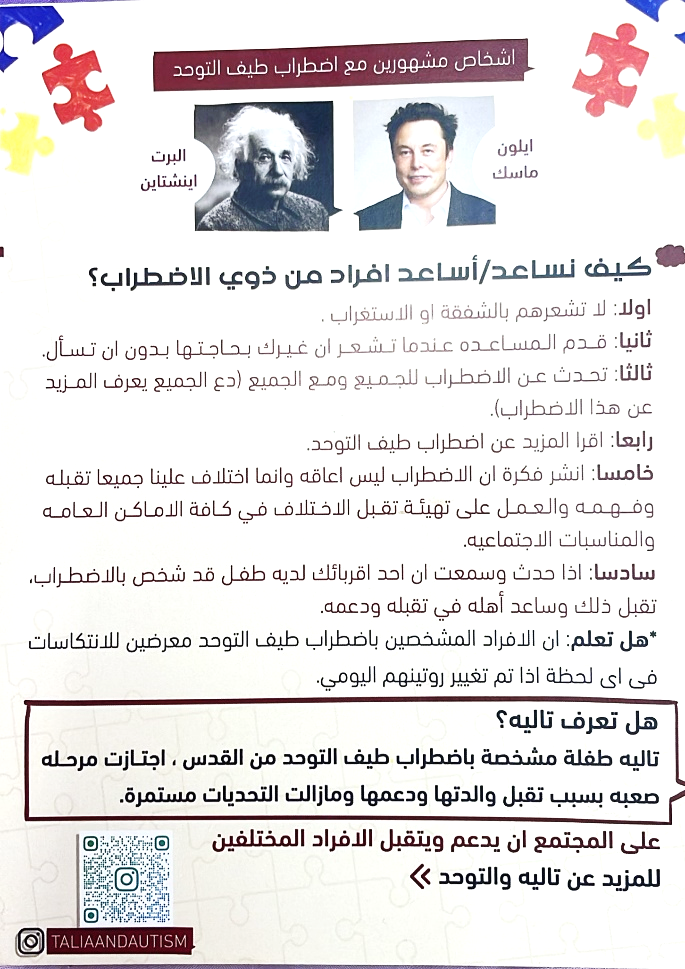 اشخاص مشهورين مع اضطراب طيف التوحد
ايلون
ماسك
البرت
اينشتاين
كيف نساعد/أساعد افراد من ذوي الاضطراب؟
اولا: لا تشعرهم بالشفقة او الاستغراب .
ثانيا: قدم المساعده عندما تشعر ان غيرك بحاجتها بدون ان تسأل.
ثالثا: تحدث عن الاضطراب للجميع ومع الجميع (دع الجميع يعرف المزيد
عن هذا الاضطراب).
رابعا: اقرا المزيد عن اضطراب طيف التوحد.
خامسا: انشر فكرة ان الاضطراب ليس اعاقه وانما اختلاف علينا جميعا تقبله
وفهمه والعمل على تهيئة تقبل الاختلاف في كافة الاماكن العامه
والمناسبات الاجتماعيه.
سادسا: اذا حدث وسمعت ان احد اقربائك لديه طفل قد شخص بالاضطراب،
تقبل ذلك وساعد أهله في تقبله ودعمه.
*هل تعلم: ان الافراد المشخصين باضطراب طيف التوحد معرضين للانتكاسات
فى اى لحظة اذا تم تغيير روتينهم اليومي.
هل تعرف تاليه؟
تاليه طفلة مشخصة باضطراب طيف التوحد من القدس ، اجتازت مرحله
صعبه بسبب تقبل والدتها ودعمها ومازالت التحديات مستمرة.
على المجتمع ان يدعم ويتقبل الافراد المختلفين
للمزيد عن تاليه والتوحد »
TALIAANDAUTISM